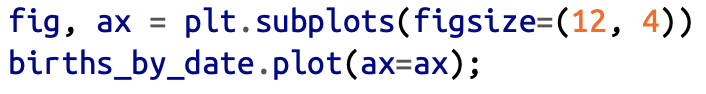 fig, ax = plt.subplots(figsize=(12, 4))
births_by_date.plot(ax=ax);